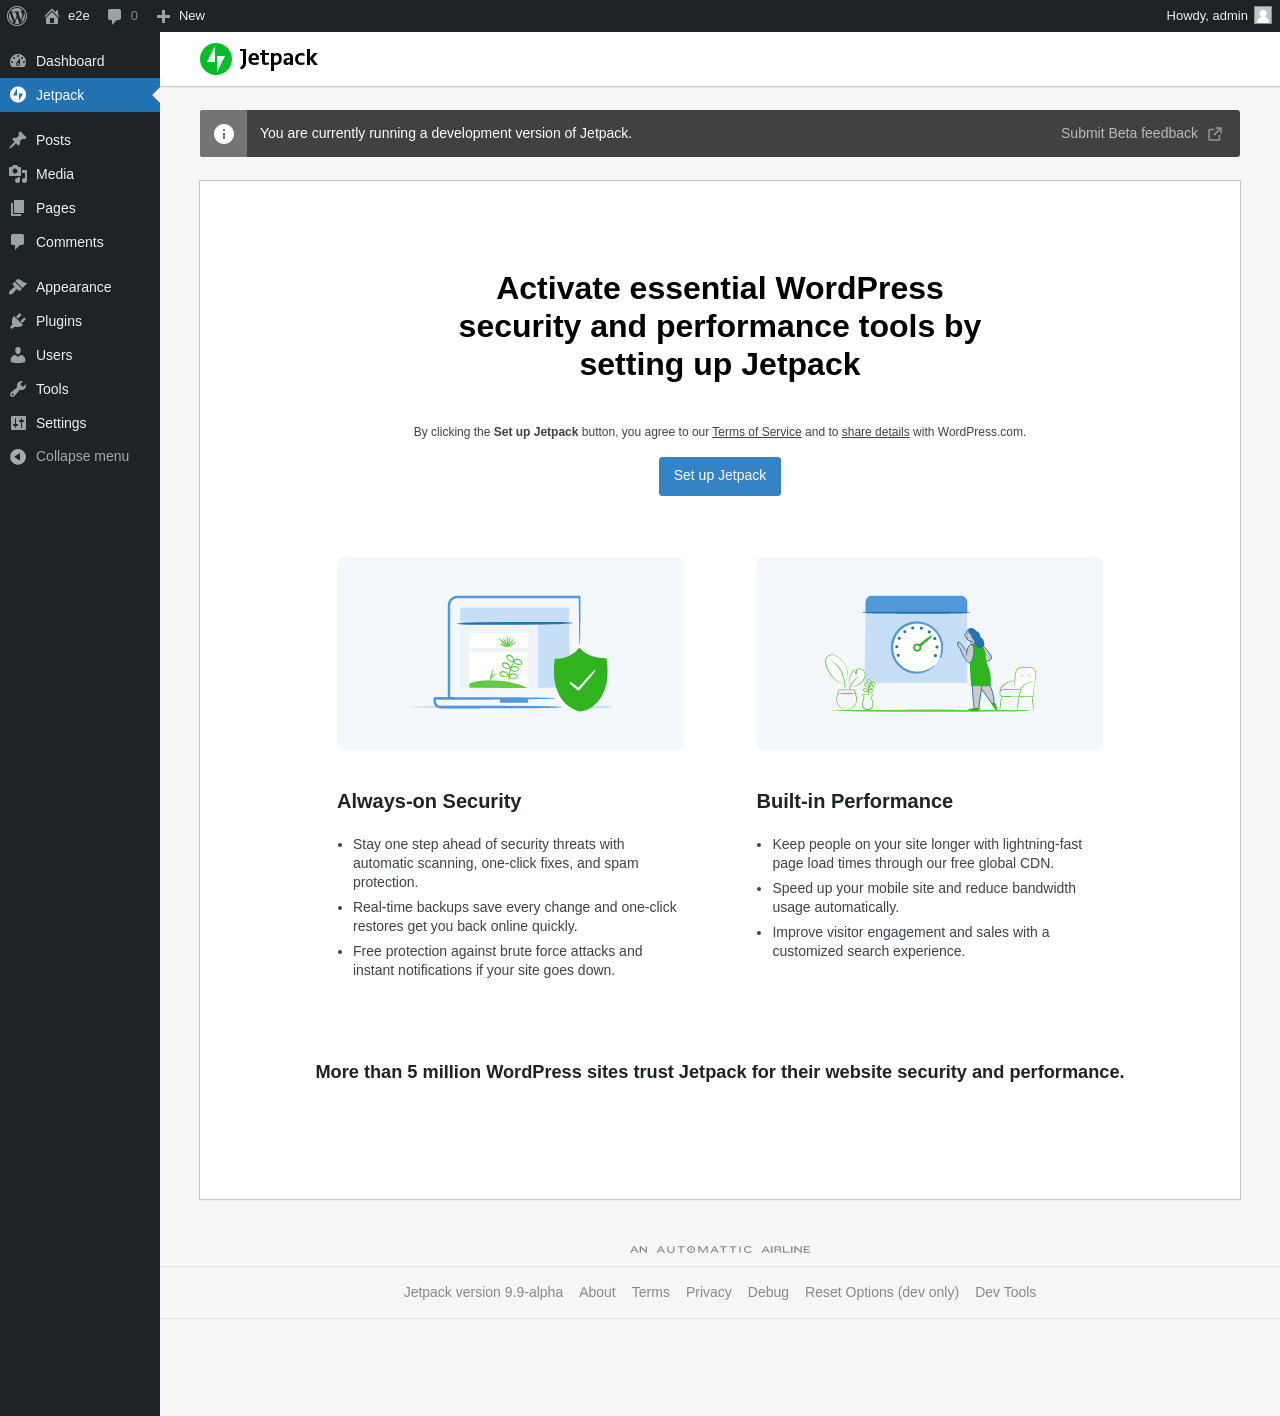 e2e
0
New
Howdy, admin
Dashboard
Jetpack
Posts
Media
Pages
Comments
Appearance
Plugins
Users
Tools
Settings
Collapse menu
Jetpack
You are currently running a development version of Jetpack.
Submit Beta feedback
Activate essential WordPress
security and performance tools by
setting up Jetpack
By clicking the Set up Jetpack button, you agree to our Terms of Service and to share details with WordPress.com.
Set up Jetpack
Always-on Security
Stay one step ahead of security threats with
automatic scanning, one-click fixes, and spam
protection.
Real-time backups save every change and one-click
restores get you back online quickly.
Free protection against brute force attacks and
instant notifications if your site goes down.
Built-in Performance
Keep people on your site longer with lightning-fast
page load times through our free global CDN.
Speed up your mobile site and reduce bandwidth
usage automatically.
Improve visitor engagement and sales with a
customized search experience.
More than 5 million WordPress sites trust Jetpack for their website security and performance.
AN AUTOMATTIC AIRLINE
Jetpack version 9.9-alpha About Terms Privacy Debug Reset Options (dev only) Dev Tools